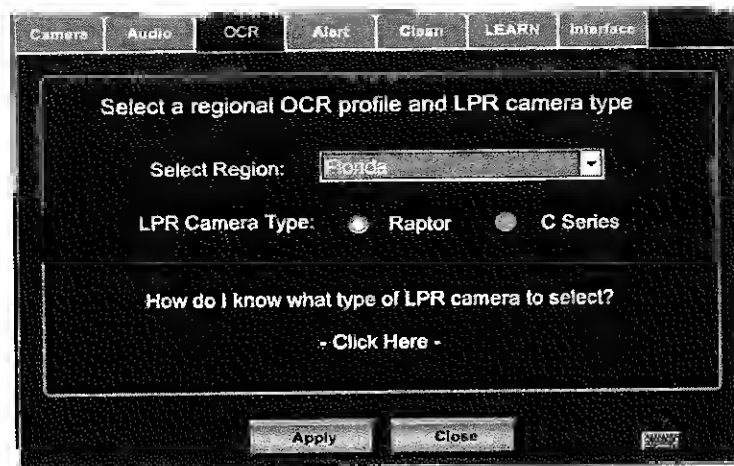 Camera Audio OCR Alert Clean LEARN Interface
Select a regional OCR profile and LPR camera type
Select Region: Florida
LPR Camera Type: Raptor C Series
How do I know what type of LPR camera to select?
- Click Here -
Apply Close